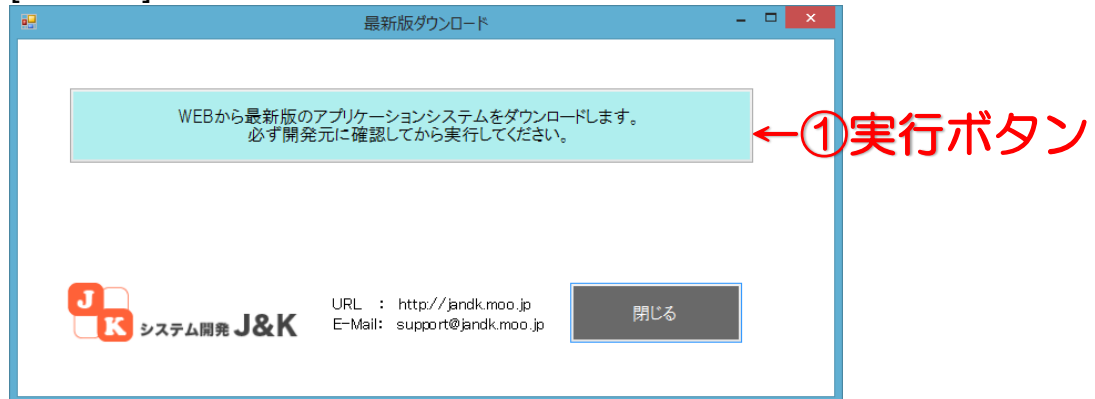 最新版ダウンロード
WEBから最新版のアプリケーションシステムをダウンロードします。
必ず開発元に確認してから実行してください。
←①実行ボタン
J
K
システム開発 J&K
URL : http://jandk.moo.jp
E-Mail: support@jandk.moo.jp
閉じる